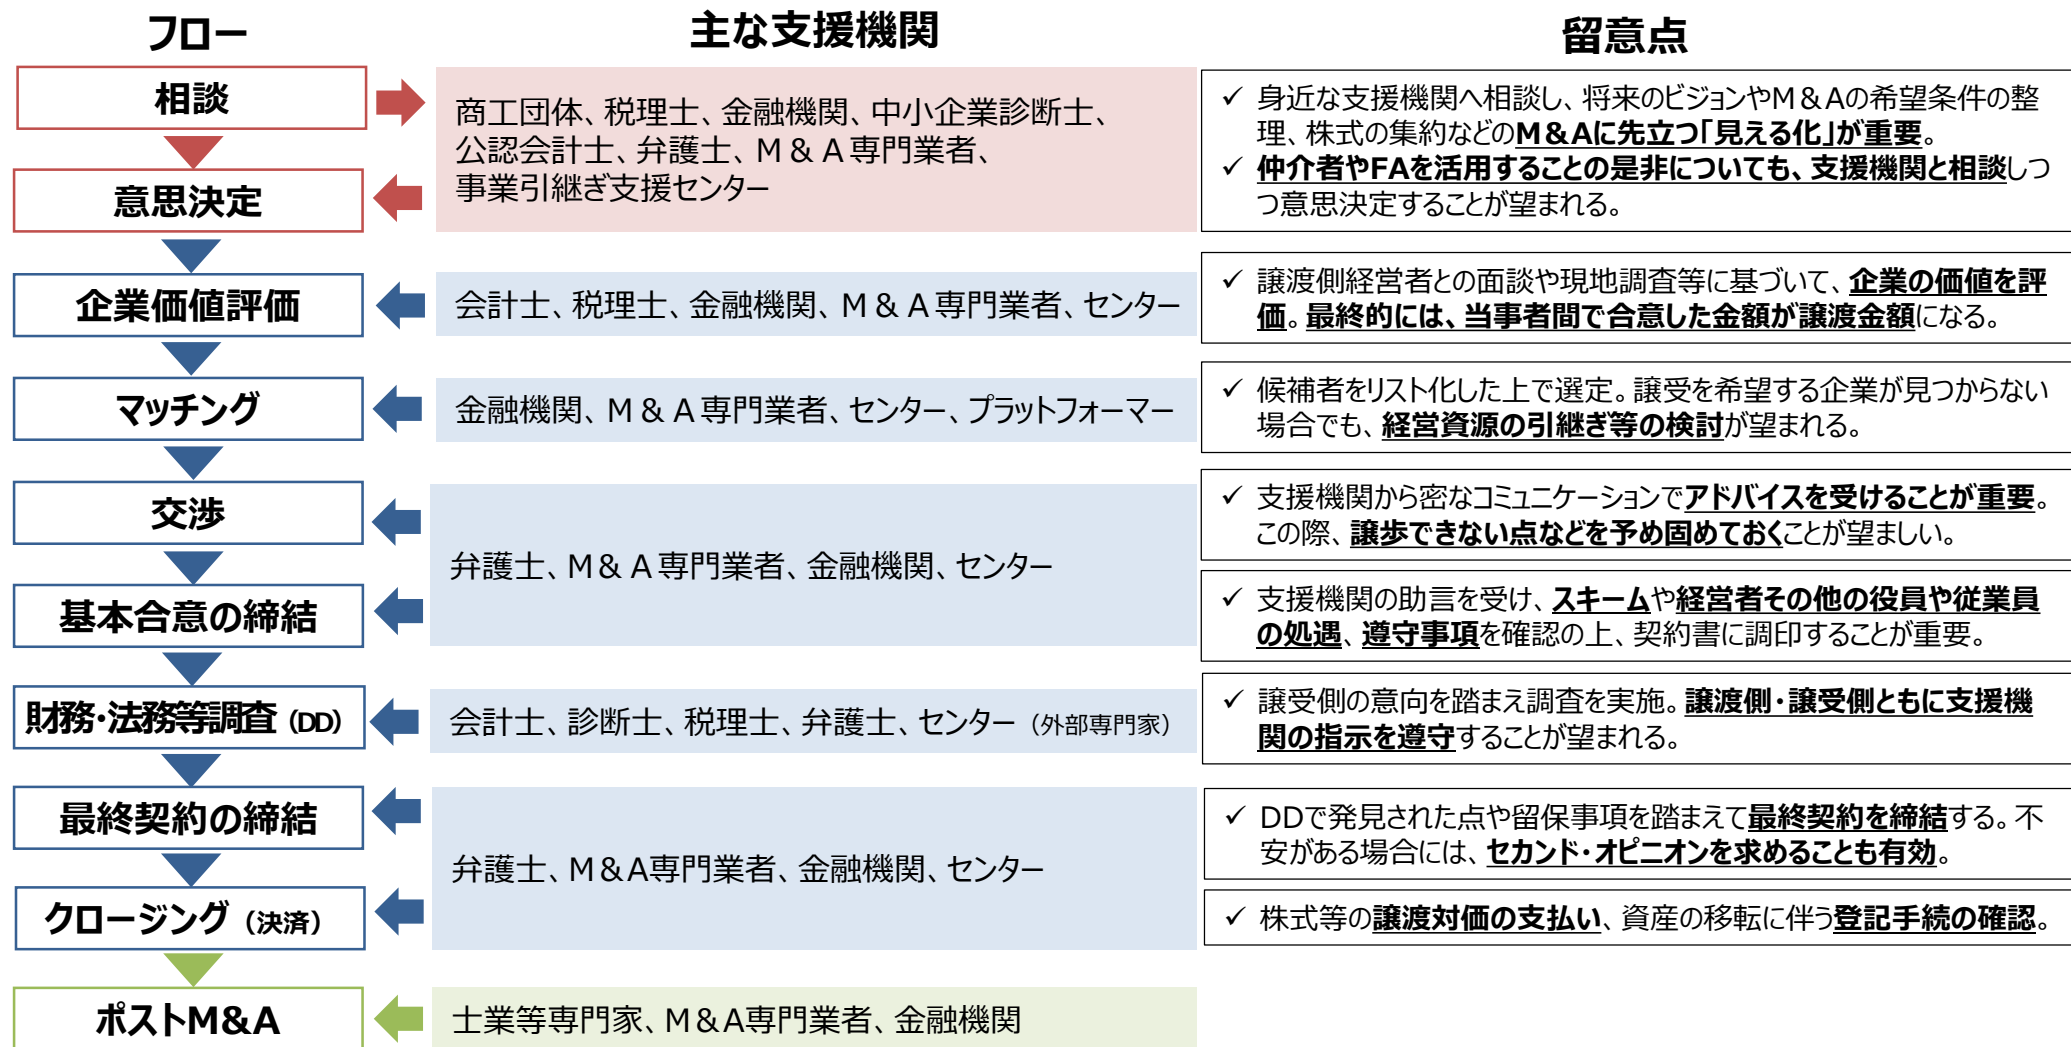 フロー
主な支援機関
留意点
相談
意思決定
商工団体、税理士、金融機関、中小企業診断士、
公認会計士、弁護士、M & A 専門業者、
事業引継ぎ支援センター
✓ 身近な支援機関へ相談し、将来のビジョンやM&Aの希望条件の整
理、株式の集約などのM&Aに先立つ「見える化」が重要。
✓ 仲介者やFAを活用することの是非についても、支援機関と相談しつ
つ意思決定することが望まれる。
企業価値評価
会計士、税理士、金融機関、M & A 専門業者、センター
✓ 譲渡側経営者との面談や現地調査等に基づいて、企業の価値を評
価。最終的には、当事者間で合意した金額が譲渡金額になる。
マッチング
金融機関、M & A 専門業者、センター、プラットフォーマー
✓ 候補者をリスト化した上で選定。譲受を希望する企業が見つからない
場合でも、経営資源の引継ぎ等の検討が望まれる。
交渉
基本合意の締結
弁護士、M& A 専門業者、金融機関、センター
✓ 支援機関から密なコミュニケーションでアドバイスを受けることが重要。
この際、譲歩できない点などを予め固めておくことが望ましい。
✓ 支援機関の助言を受け、スキームや経営者その他の役員や従業員
の処遇、遵守事項を確認の上、契約書に調印することが重要。
財務・法務等調査(DD)
会計士、診断士、税理士、弁護士、センター(外部専門家)
✓ 譲受側の意向を踏まえ調査を実施。譲渡側・譲受側ともに支援機
関の指示を遵守することが望まれる。
最終契約の締結
クロージング(決済)
弁護士、M&A専門業者、金融機関、センター
✓ DDで発見された点や留保事項を踏まえて最終契約を締結する。不
安がある場合には、セカンド・オピニオンを求めることも有効。
✓ 株式等の譲渡対価の支払い、資産の移転に伴う登記手続の確認。
ポストM&A
士業等専門家、M&A専門業者、金融機関